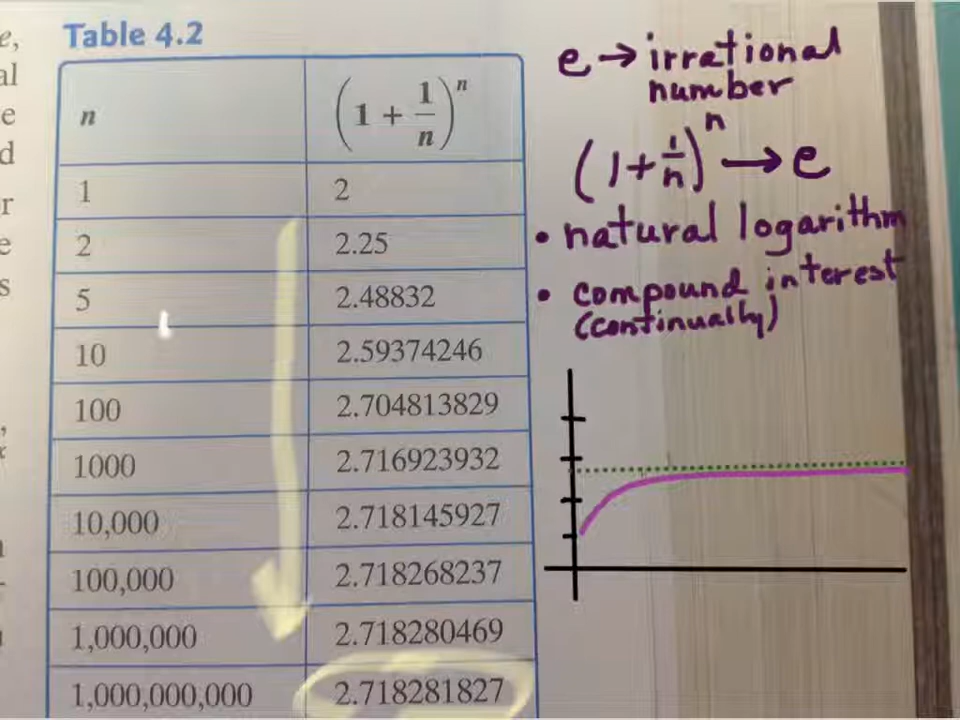 Table 4.2
n (1 + 1/n)^n
1 2
2 2.25
5 2.48832
10 2.59374246
100 2.704813829
1000 2.716923932
10,000 2.718145927
100,000 2.718268237
1,000,000 2.718280469
1,000,000,000 2.718281827
e → irrational
number
(1+1/n)^n → e
• natural logarithm
• compound interest
(continually)